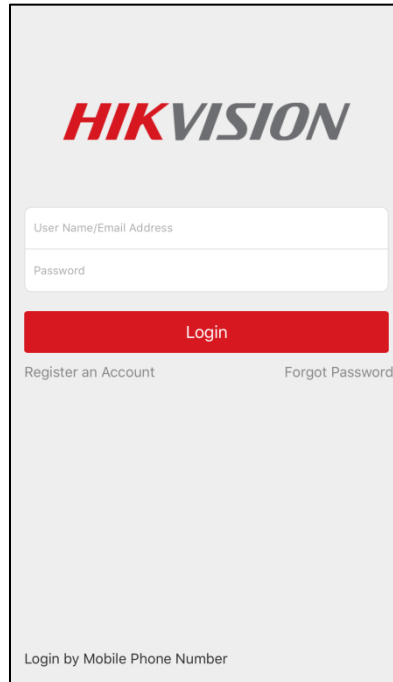 HIKVISION
User Name/Email Address
Password
Login
Register an Account Forgot Password
Login by Mobile Phone Number